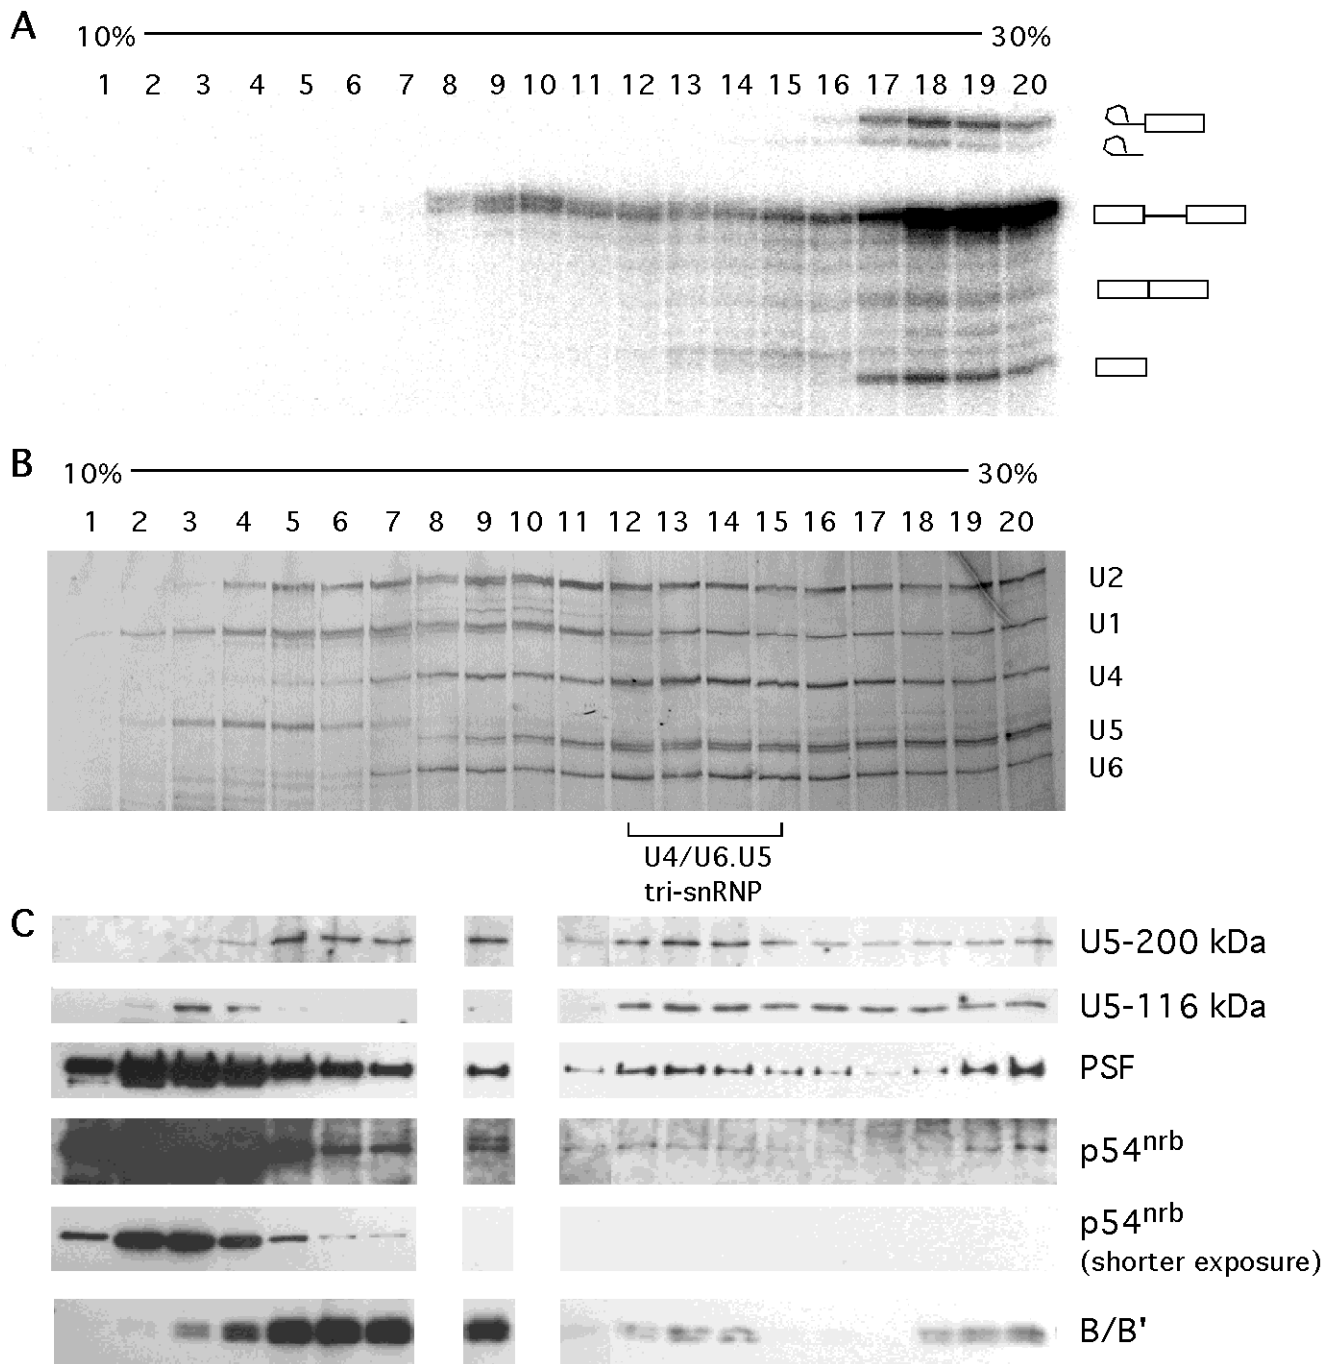 A
10% 30%
1 2 3 4 5 6 7 8 9 10 11 12 13 14 15 16 17 18 19 20
B
10% 30%
1 2 3 4 5 6 7 8 9 10 11 12 13 14 15 16 17 18 19 20
U2
U1
U4
U5
U6
U4/U6.U5
tri-snRNP
C
U5-200 kDa
U5-116 kDa
PSF
p54nrb
p54nrb
(shorter exposure)
B/B'